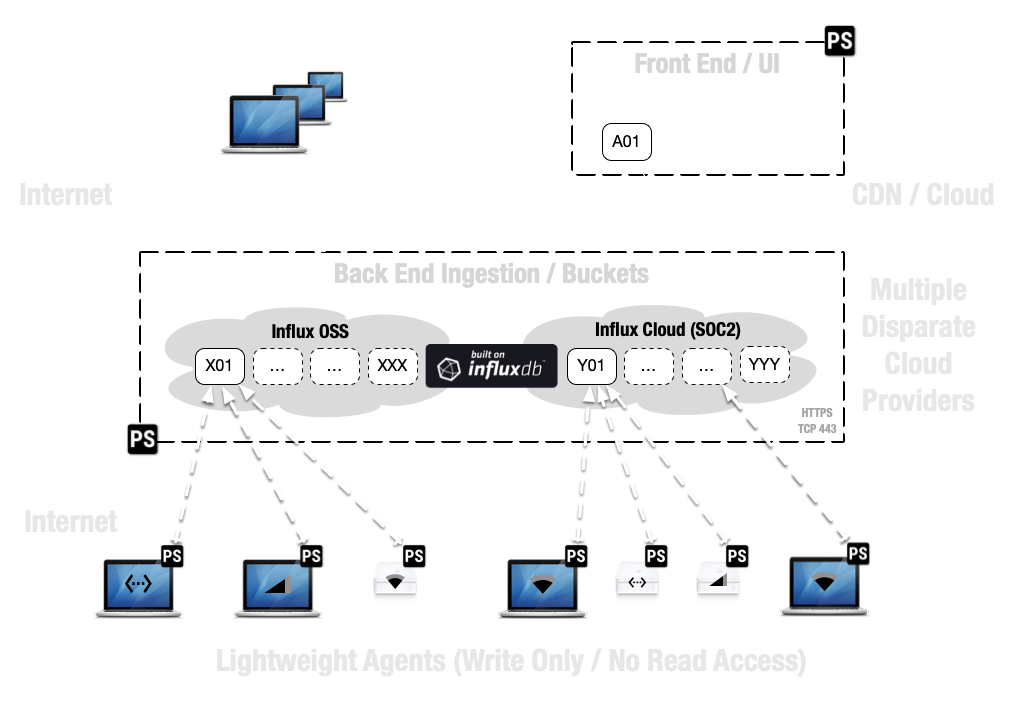 PS
Front End / UI
A01
Internet
CDN / Cloud
Back End Ingestion / Buckets
Multiple
Disparate
Cloud
Providers
Influx OSS
Influx Cloud (SOC2)
X01
...
...
XXX
built on
influxdb™
Y01
...
...
YYY
HTTPS
TCP 443
PS
Internet
PS
PS
PS
PS
PS
PS
PS
Lightweight Agents (Write Only / No Read Access)